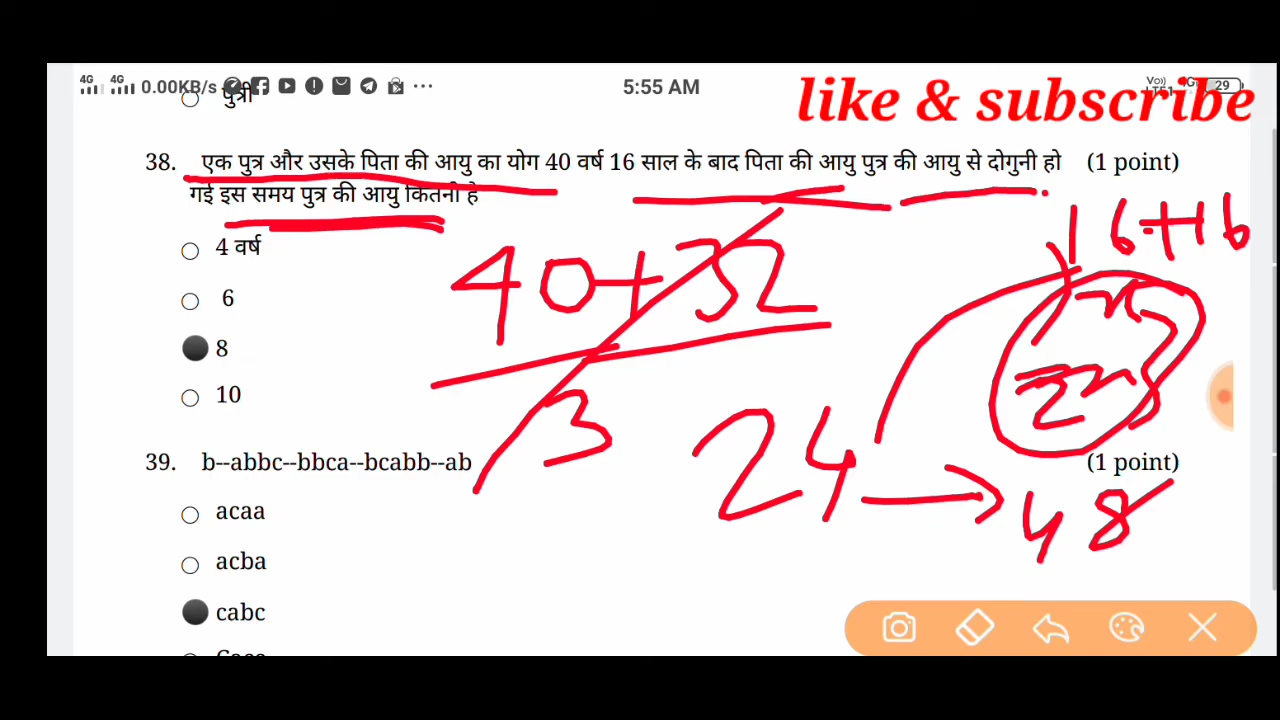 4G 4G 0.00KB/s 5:55 AM 29
like & subscribe
पुत्री
38. एक पुत्र और उसके पिता की आयु का योग 40 वर्ष 16 साल के बाद पिता की आयु पुत्र की आयु से दोगुनी हो (1 point)
गई इस समय पुत्र की आयु कितनी है
16+16
4 वर्ष
40+32
6
8
3
10
24
48
39. b--abbc--bbca--bcabb--ab (1 point)
acaa
acba
cabc